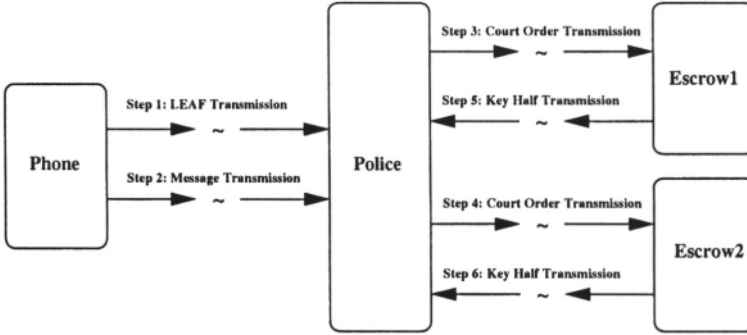 Step 3: Court Order Transmission
~
Escrow1
Step 1: LEAF Transmission
~
Step 5: Key Half Transmission
~
Phone
Police
Step 2: Message Transmission
~
Step 4: Court Order Transmission
~
Escrow2
Step 6: Key Half Transmission
~